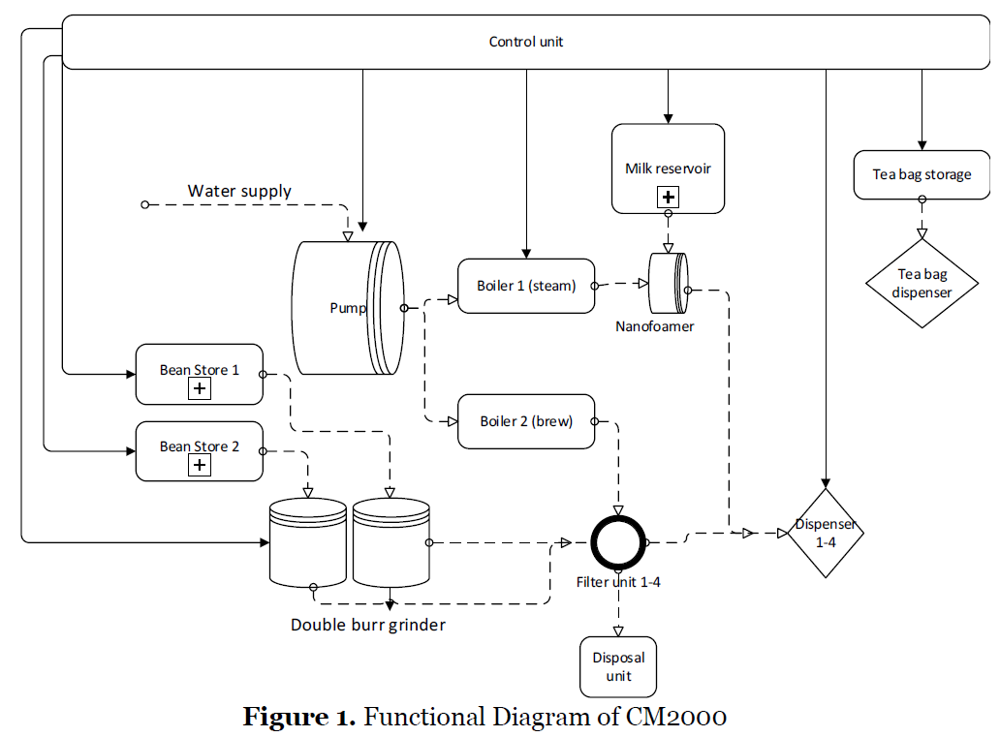 Control unit
Milk reservoir
Tea bag storage
Water supply
Tea bag
dispenser
Boiler 1 (steam)
Pump
Nanofoamer
Bean Store 1
Boiler 2 (brew)
Bean Store 2
Dispenser
1-4
Filter unit 1-4
Double burr grinder
Disposal
unit
Figure 1. Functional Diagram of CM2000